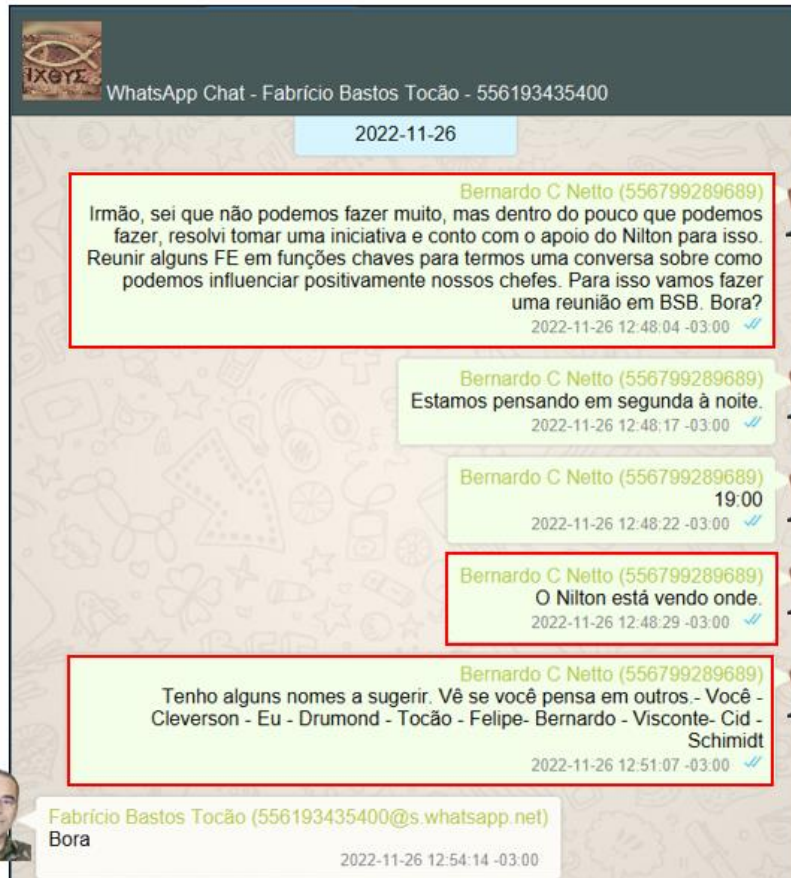 ΙΧΘΥΣ
WhatsApp Chat - Fabrício Bastos Tocão - 556193435400
2022-11-26
Bernardo C Netto (556799289689)
Irmão, sei que não podemos fazer muito, mas dentro do pouco que podemos
fazer, resolvi tomar uma iniciativa e conto com o apoio do Nilton para isso.
Reunir alguns FE em funções chaves para termos uma conversa sobre como
podemos influenciar positivamente nossos chefes. Para isso vamos fazer
uma reunião em BSB. Bora?
2022-11-26 12:48:04 -03:00
Bernardo C Netto (556799289689)
Estamos pensando em segunda à noite.
2022-11-26 12:48:17 -03:00
Bernardo C Netto (556799289689)
19:00
2022-11-26 12:48:22 -03:00
Bernardo C Netto (556799289689)
O Nilton está vendo onde.
2022-11-26 12:48:29 -03:00
Bernardo C Netto (556799289689)
Tenho alguns nomes a sugerir. Vê se você pensa em outros.- Você -
Cleverson - Eu - Drumond - Tocão - Felipe- Bernardo - Visconte- Cid -
Schimidt
2022-11-26 12:51:07 -03:00
Fabrício Bastos Tocão (556193435400@s.whatsapp.net)
Bora
2022-11-26 12:54:14 -03:00